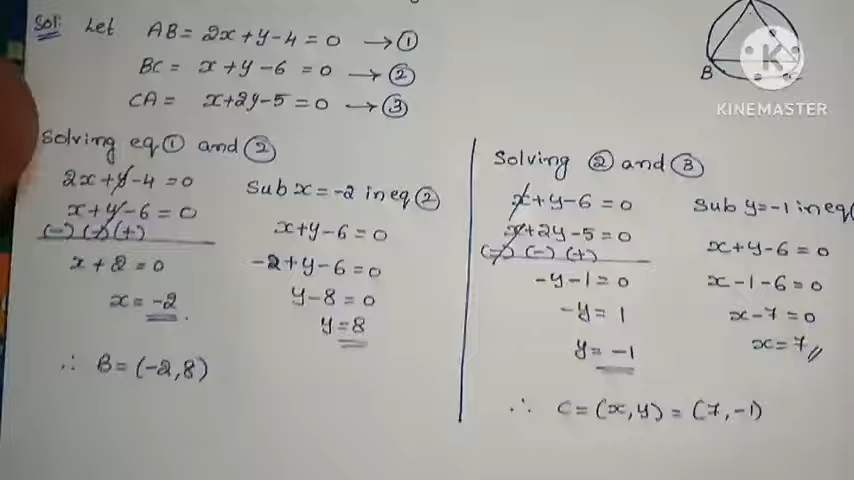 Sol: Let AB = 2x+y-4 = 0 → ①
BC = x+y-6 = 0 → ②
CA = x+2y-5 = 0 → ③
B
K
KINEMASTER
Solving eq ① and ②
2x+y-4 = 0
x+y-6 = 0
(-) (-) (+)
x+2 = 0
x = -2
Sub x = -2 in eq ②
x+y-6 = 0
-2+y-6 = 0
y-8 = 0
y = 8
∴ B = (-2,8)
Solving ② and ③
x+y-6 = 0
x+2y-5 = 0
(-) (-) (+)
-y-1 = 0
-y = 1
y = -1
Sub y = -1 in eq
x+y-6 = 0
x-1-6 = 0
x-7 = 0
x = 7
∴ C = (x,y) = (7,-1)